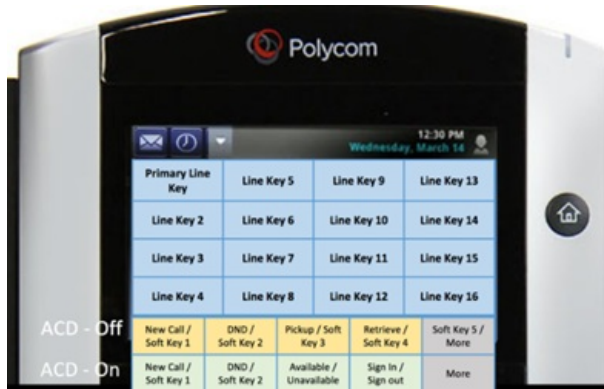 Polycom
12:30 PM
Wednesday, March 14
Primary Line Key
Line Key 5
Line Key 9
Line Key 13
Line Key 2
Line Key 6
Line Key 10
Line Key 14
Line Key 3
Line Key 7
Line Key 11
Line Key 15
Line Key 4
Line Key 8
Line Key 12
Line Key 16
ACD - Off
New Call / Soft Key 1
DND / Soft Key 2
Pickup / Soft Key 3
Retrieve / Soft Key 4
Soft Key 5 / More
ACD - On
New Call / Soft Key 1
DND / Soft Key 2
Available / Unavailable
Sign In / Sign out
More